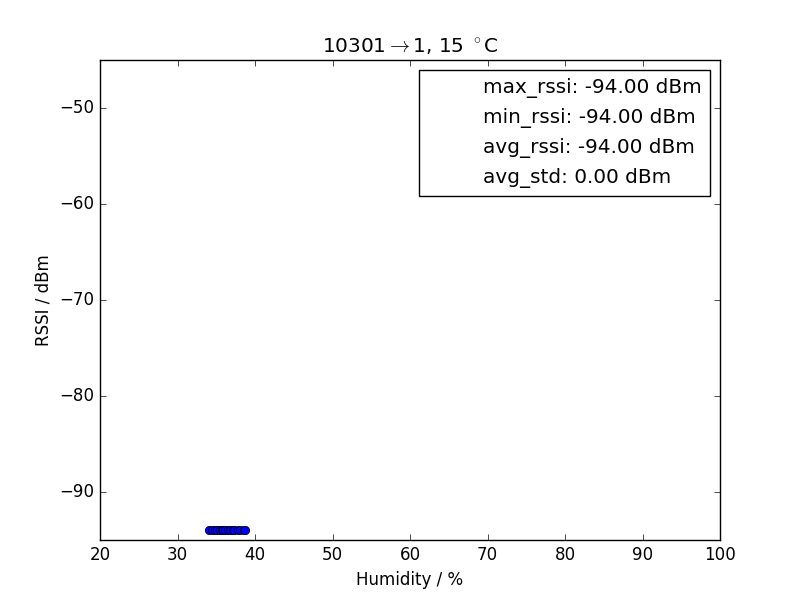 10301→1, 15 °C
max_rssi: -94.00 dBm
min_rssi: -94.00 dBm
avg_rssi: -94.00 dBm
avg_std: 0.00 dBm
−50
−60
−70
−80
−90
RSSI / dBm
20 30 40 50 60 70 80 90 100
Humidity / %